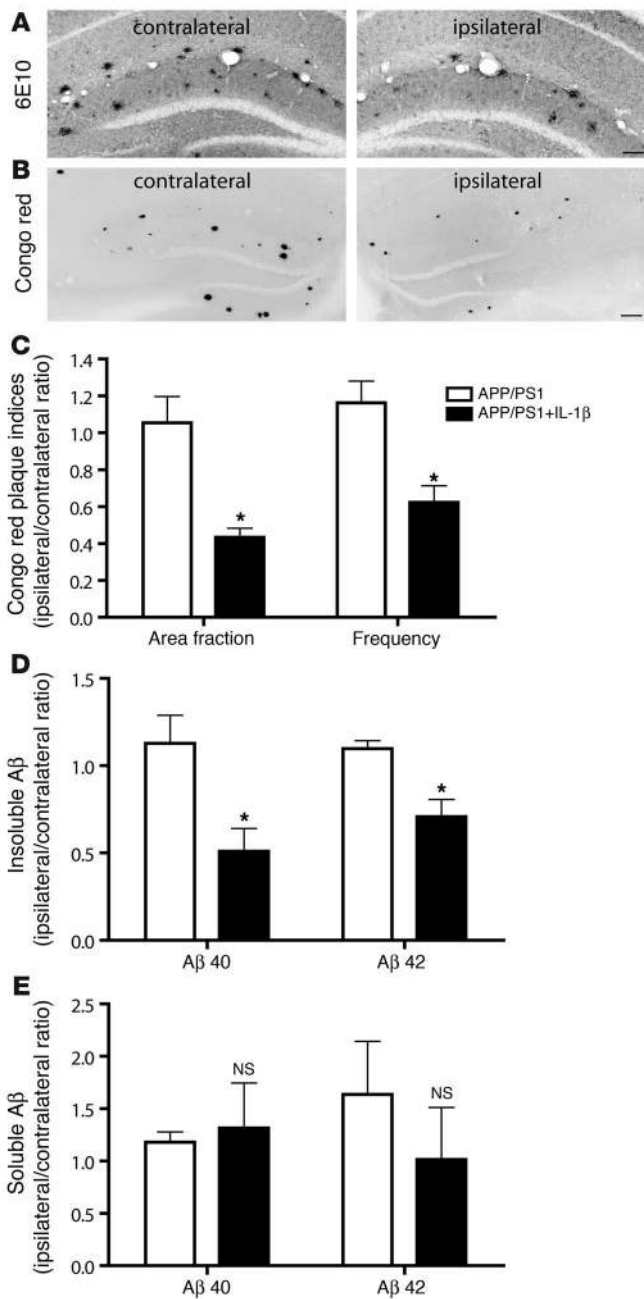 A
6E10
contralateral
ipsilateral
B
Congo red
contralateral
ipsilateral
C
Congo red plaque indices
(ipsilateral/contralateral ratio)
1.4
1.2
1.0
0.8
0.6
0.4
0.2
0.0
*
*
APP/PS1
APP/PS1+IL-1β
Area fraction
Frequency
D
Insoluble Aβ
(ipsilateral/contralateral ratio)
1.5
1.0
0.5
0.0
*
*
Aβ 40
Aβ 42
E
Soluble Aβ
(ipsilateral/contralateral ratio)
2.5
2.0
1.5
1.0
0.5
0.0
NS
NS
Aβ 40
Aβ 42